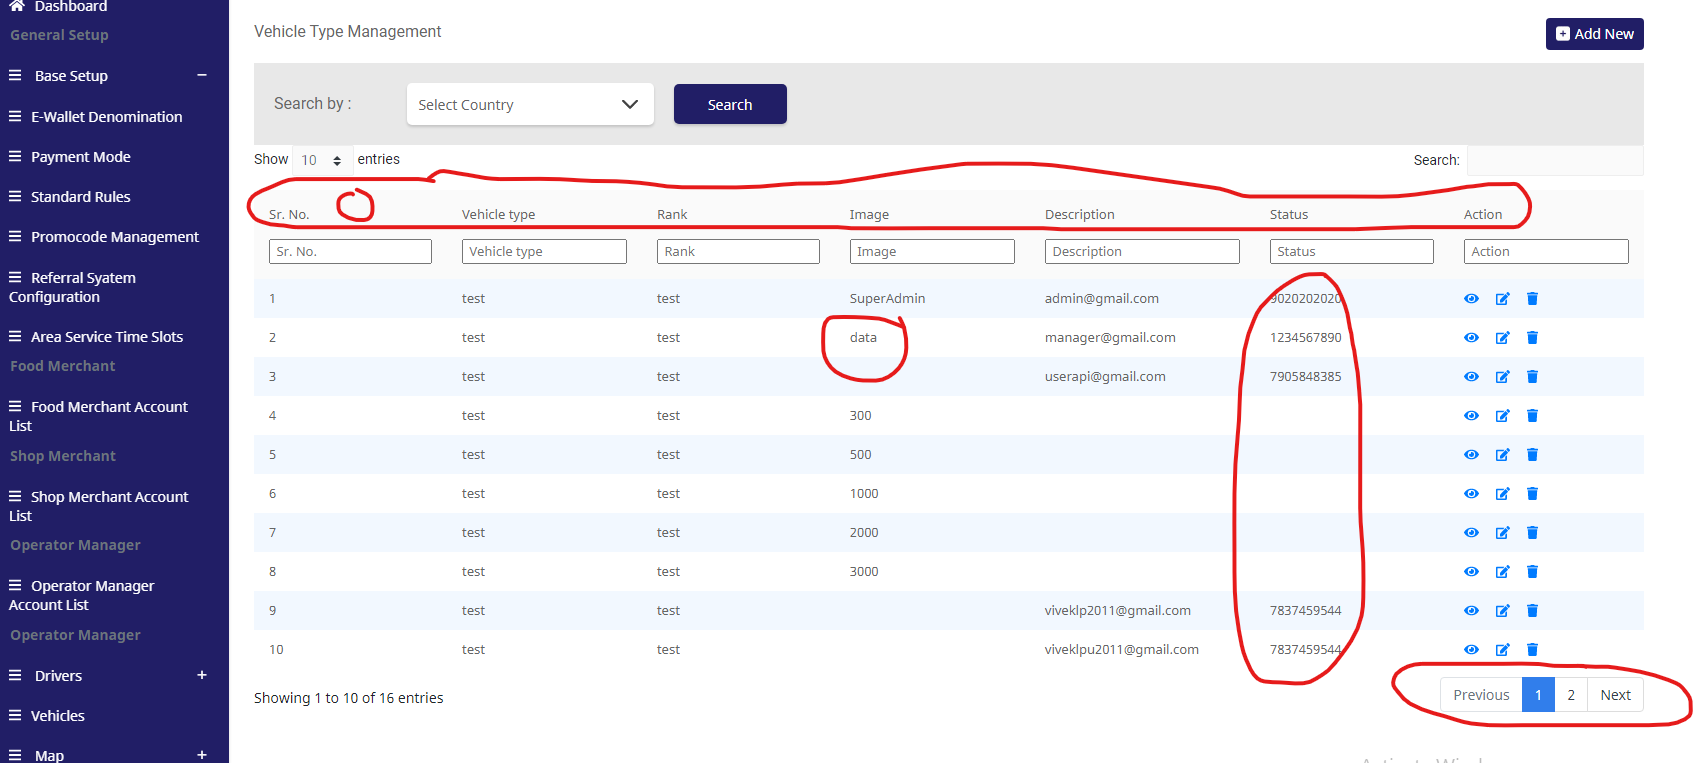 Dashboard
General Setup
Base Setup
E-Wallet Denomination
Payment Mode
Standard Rules
Promocode Management
Referral Syatem
Configuration
Area Service Time Slots
Food Merchant
Food Merchant Account
List
Shop Merchant
Shop Merchant Account
List
Operator Manager
Operator Manager
Account List
Operator Manager
Drivers
Vehicles
Map
Vehicle Type Management
Add New
Search by : Select Country Search
Show 10 entries Search:
Sr. No. Vehicle type Rank Image Description Status Action
Sr. No. Vehicle type Rank Image Description Status Action
1 test test SuperAdmin admin@gmail.com 9020202020
2 test test data manager@gmail.com 1234567890
3 test test userapi@gmail.com 7905848385
4 test test 300
5 test test 500
6 test test 1000
7 test test 2000
8 test test 3000
9 test test viveklp2011@gmail.com 7837459544
10 test test viveklpu2011@gmail.com 7837459544
Showing 1 to 10 of 16 entries Previous 1 2 Next